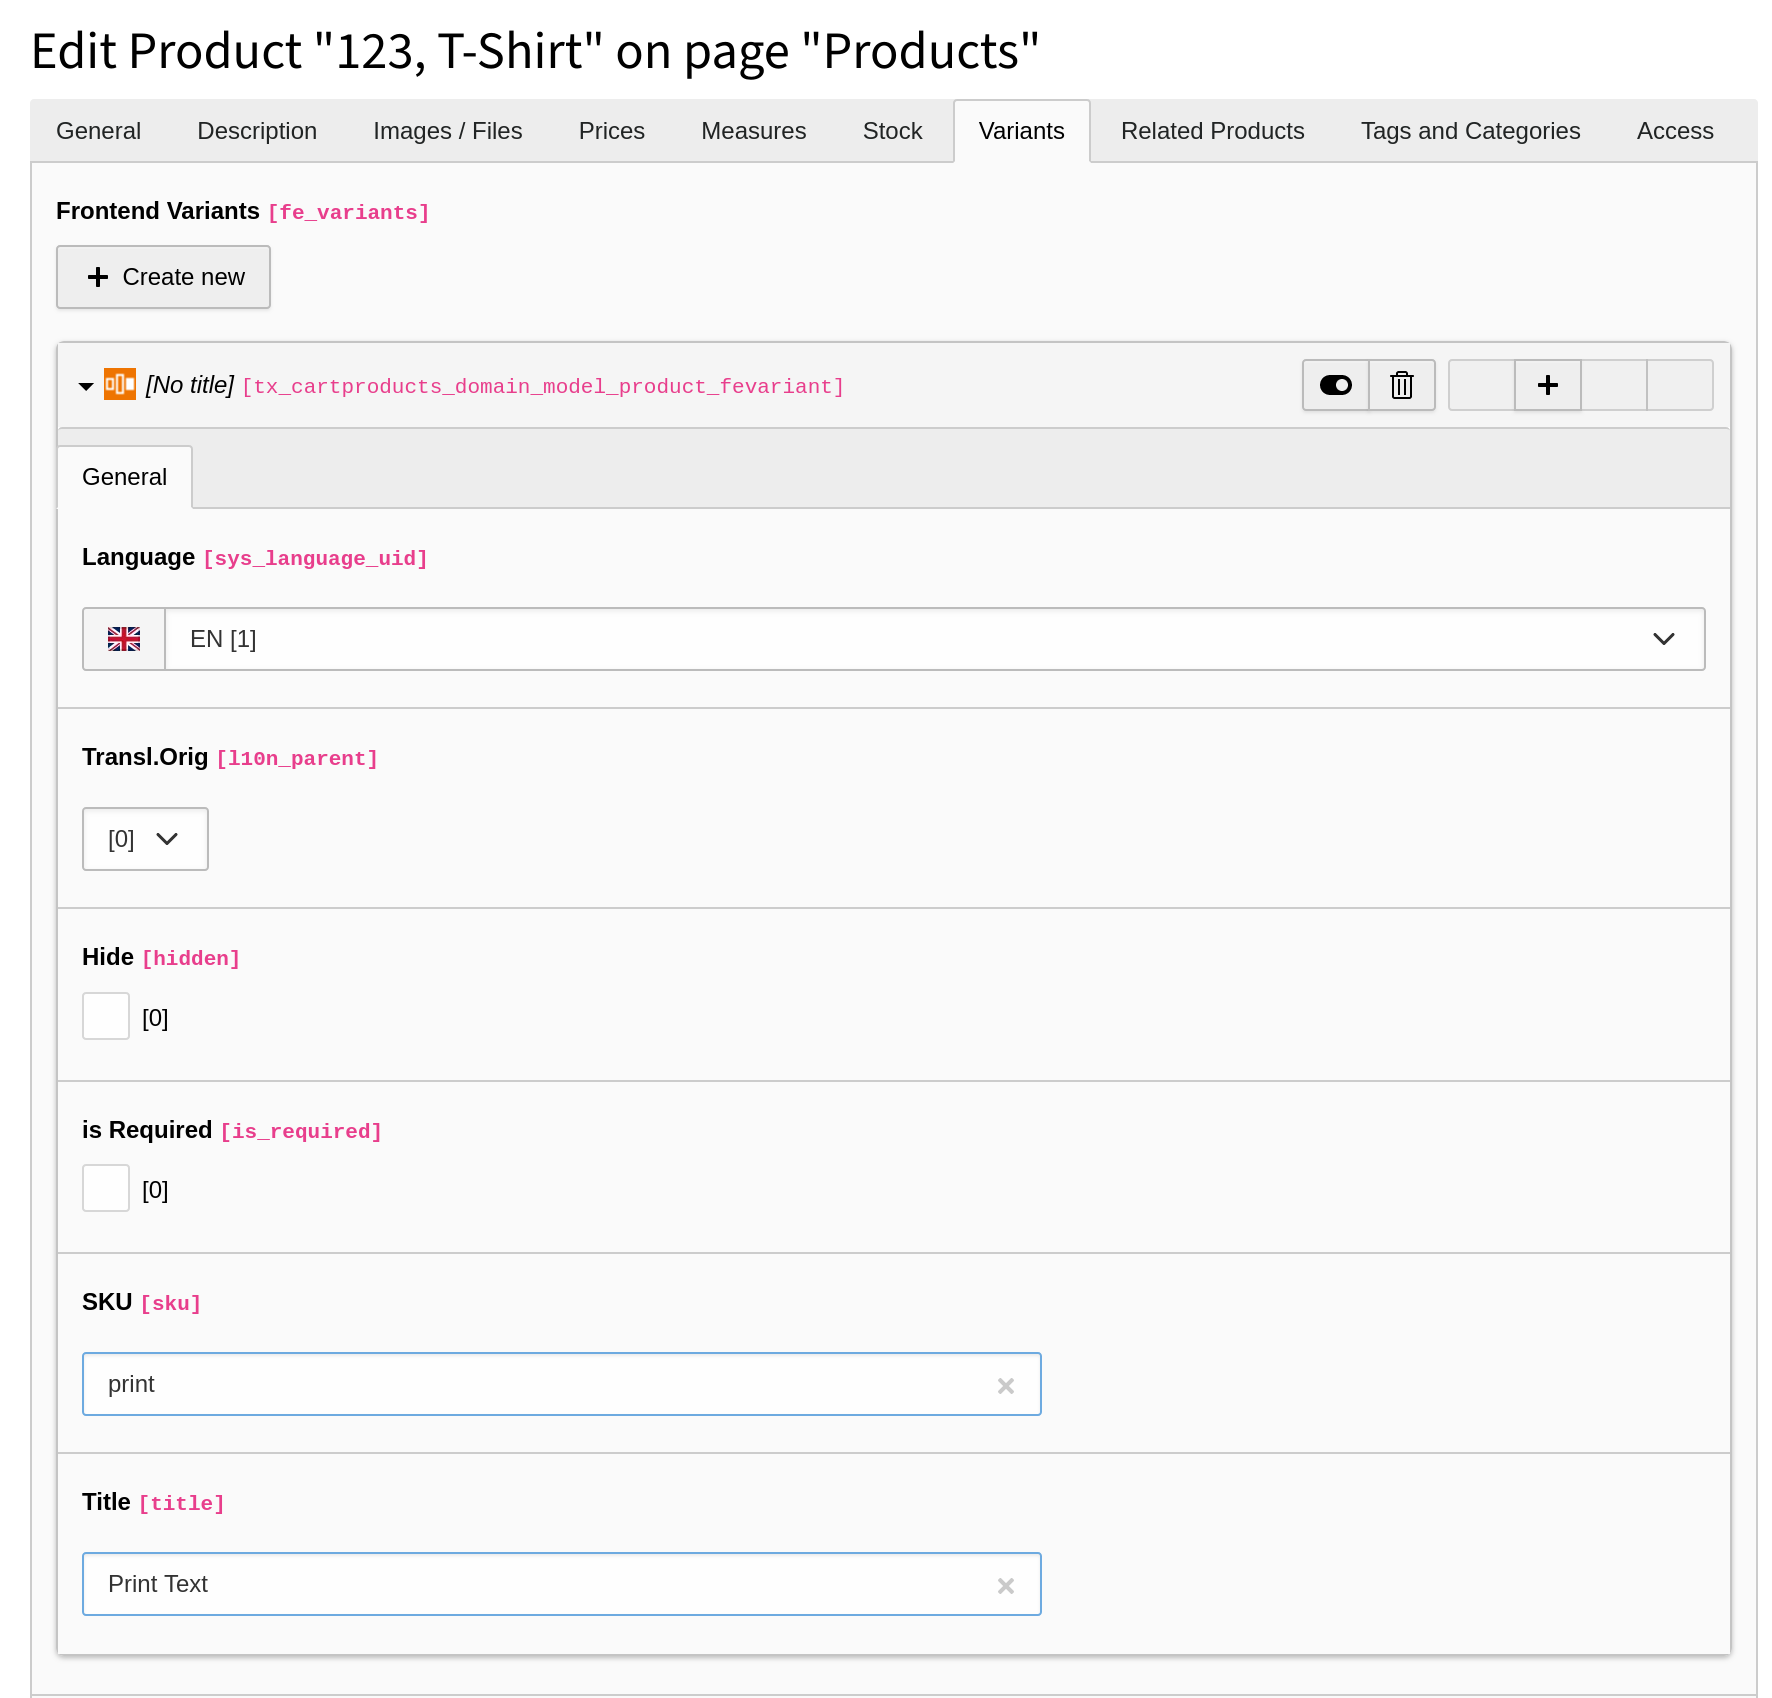 Edit Product "123, T-Shirt" on page "Products"
General Description Images / Files Prices Measures Stock Variants Related Products Tags and Categories Access
Frontend Variants [fe_variants]
Create new
[No title] [tx_cartproducts_domain_model_product_fevariant]
General
Language [sys_language_uid]
EN [1]
Transl.Orig [l10n_parent]
[0]
Hide [hidden]
[0]
is Required [is_required]
[0]
SKU [sku]
print
Title [title]
Print Text